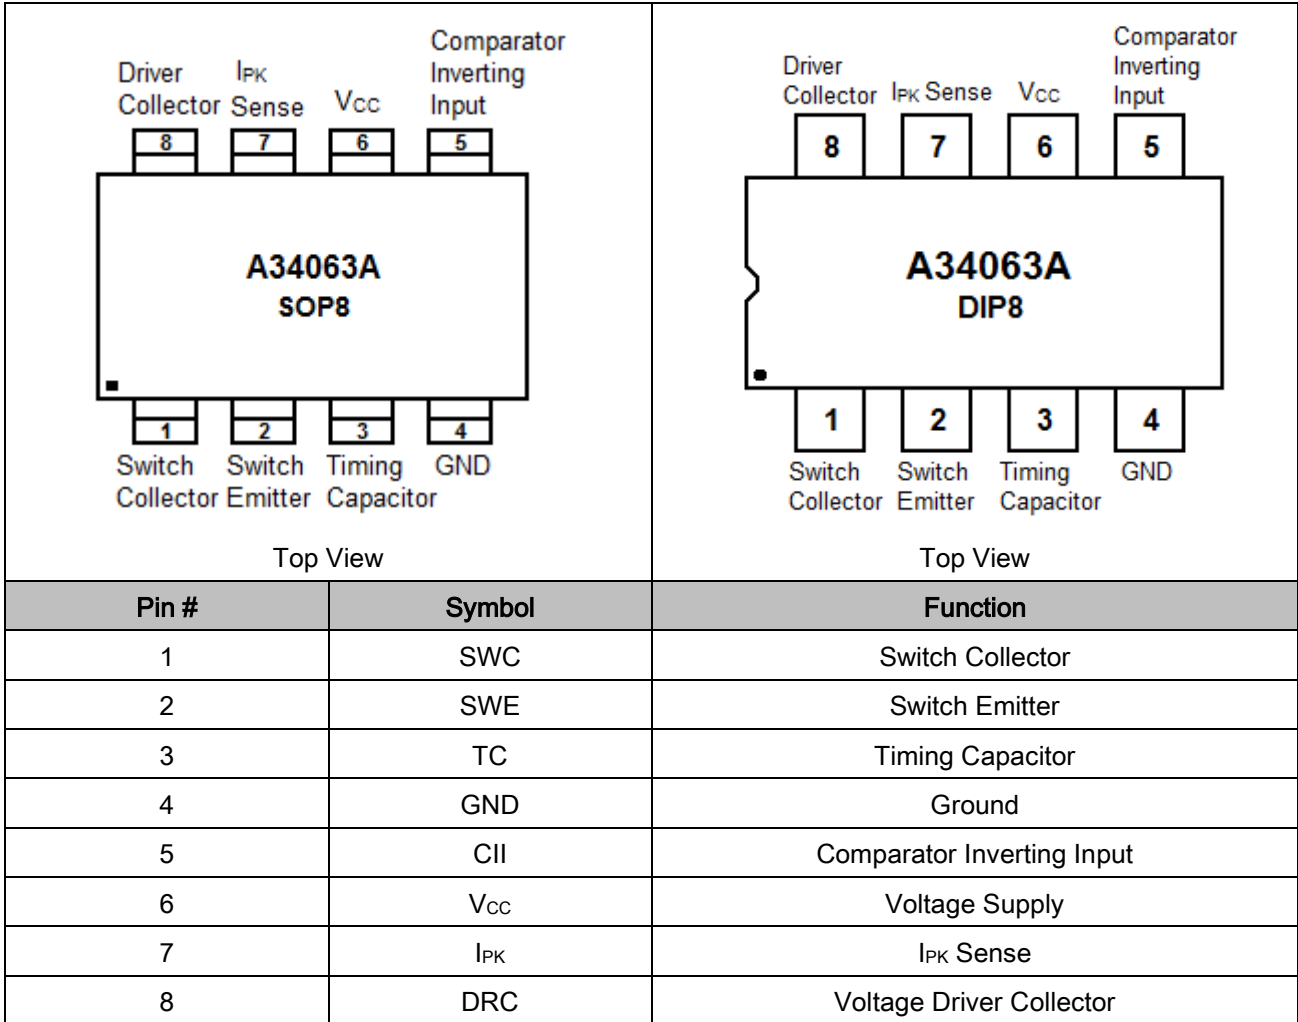 Driver
Collector
IPK
Sense
VCC
Comparator
Inverting
Input
8
7
6
5
A34063A
SOP8
1
2
3
4
Switch
Collector
Switch
Emitter
Timing
Capacitor
GND
Top View
Driver
Collector
IPK Sense
VCC
Comparator
Inverting
Input
8
7
6
5
A34063A
DIP8
1
2
3
4
Switch
Collector
Switch
Emitter
Timing
Capacitor
GND
Top View
Pin # Symbol Function
1 SWC Switch Collector
2 SWE Switch Emitter
3 TC Timing Capacitor
4 GND Ground
5 CII Comparator Inverting Input
6 VCC Voltage Supply
7 IPK IPK Sense
8 DRC Voltage Driver Collector